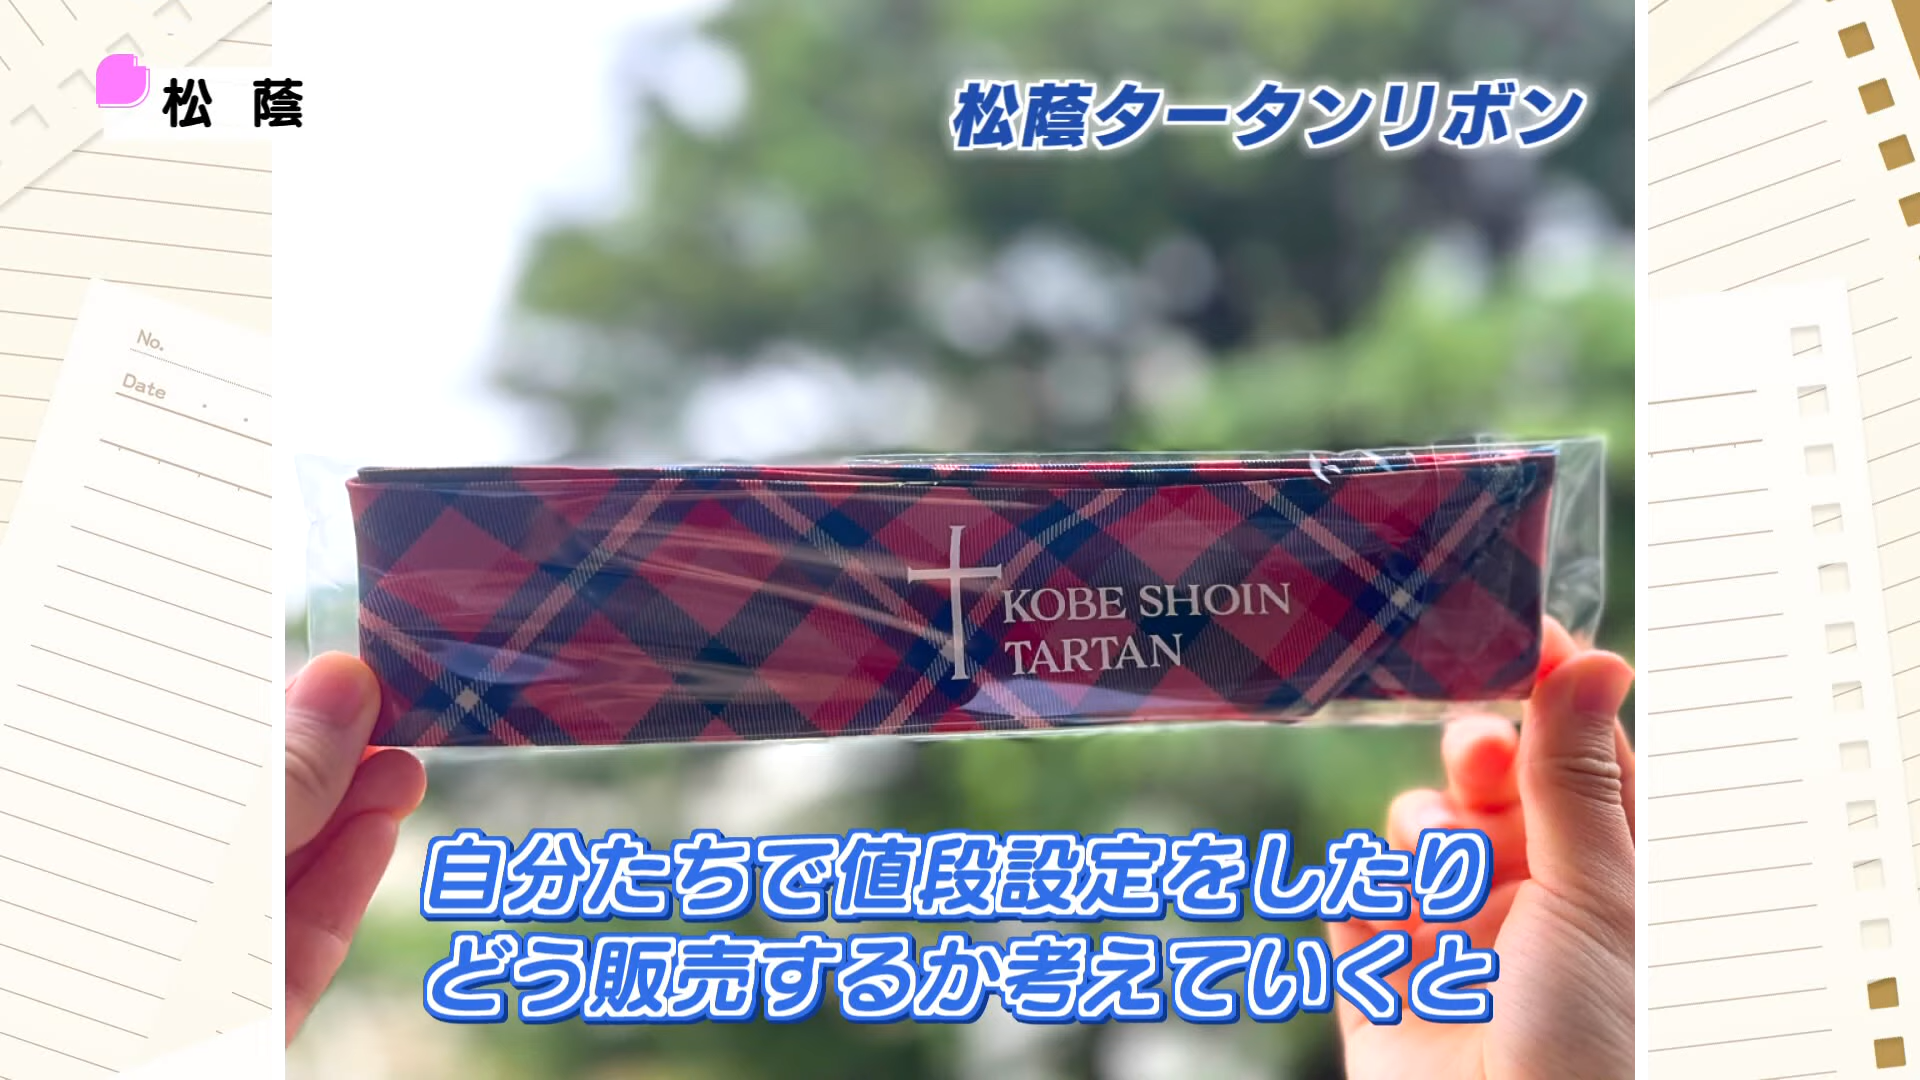 松 蔭
松蔭タータンリボン
No.
Date
KOBE SHOIN
TARTAN
自分たちで値段設定をしたり
どう販売するか考えていくと